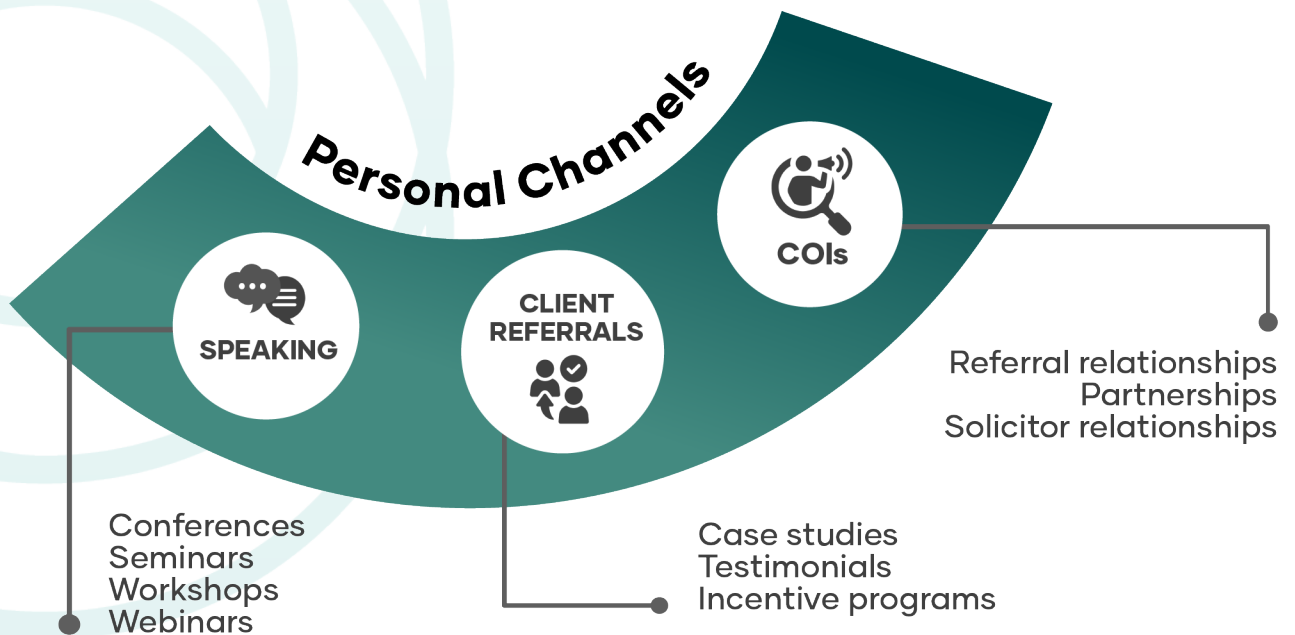 Personal Channels
SPEAKING
Conferences
Seminars
Workshops
Webinars
CLIENT
REFERRALS
Case studies
Testimonials
Incentive programs
COIs
Referral relationships
Partnerships
Solicitor relationships